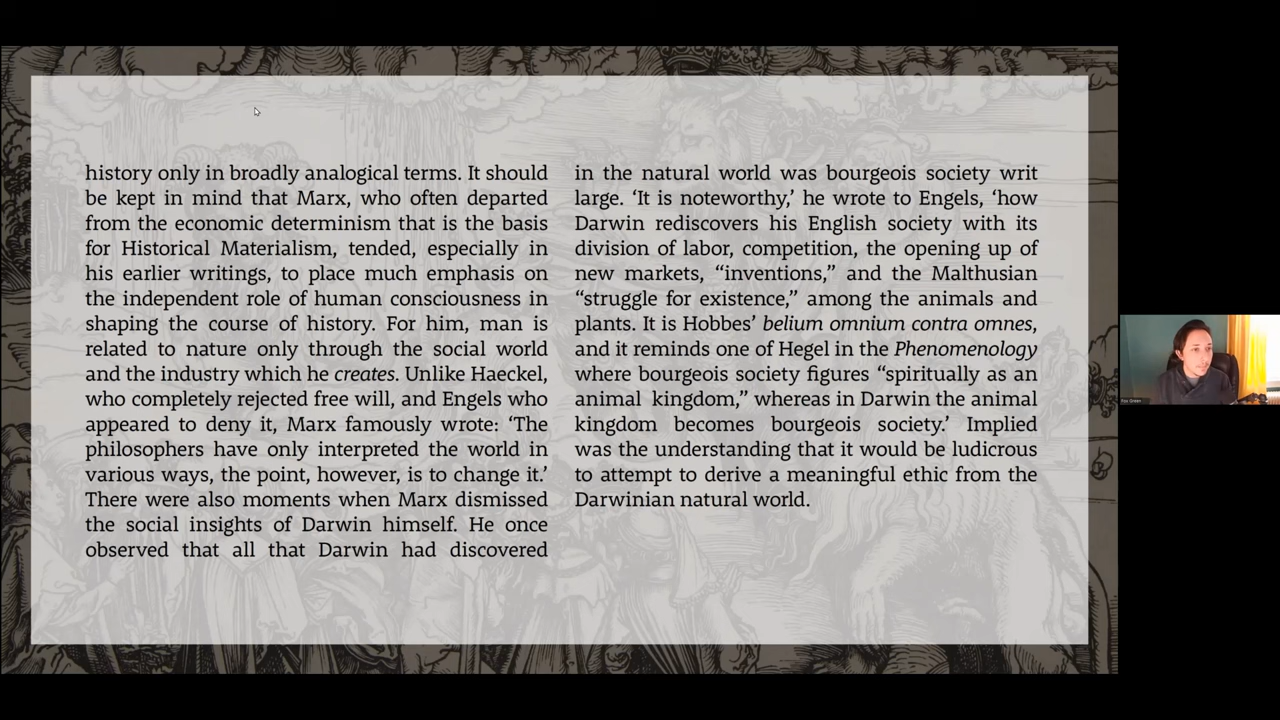 history only in broadly analogical terms. It should
be kept in mind that Marx, who often departed
from the economic determinism that is the basis
for Historical Materialism, tended, especially in
his earlier writings, to place much emphasis on
the independent role of human consciousness in
shaping the course of history. For him, man is
related to nature only through the social world
and the industry which he creates. Unlike Haeckel,
who completely rejected free will, and Engels who
appeared to deny it, Marx famously wrote: ‘The
philosophers have only interpreted the world in
various ways, the point, however, is to change it.’
There were also moments when Marx dismissed
the social insights of Darwin himself. He once
observed that all that Darwin had discovered
in the natural world was bourgeois society writ
large. ‘It is noteworthy,’ he wrote to Engels, ‘how
Darwin rediscovers his English society with its
division of labor, competition, the opening up of
new markets, “inventions,” and the Malthusian
“struggle for existence,” among the animals and
plants. It is Hobbes’ belium omnium contra omnes,
and it reminds one of Hegel in the Phenomenology
where bourgeois society figures “spiritually as an
animal kingdom,” whereas in Darwin the animal
kingdom becomes bourgeois society.’ Implied
was the understanding that it would be ludicrous
to attempt to derive a meaningful ethic from the
Darwinian natural world.